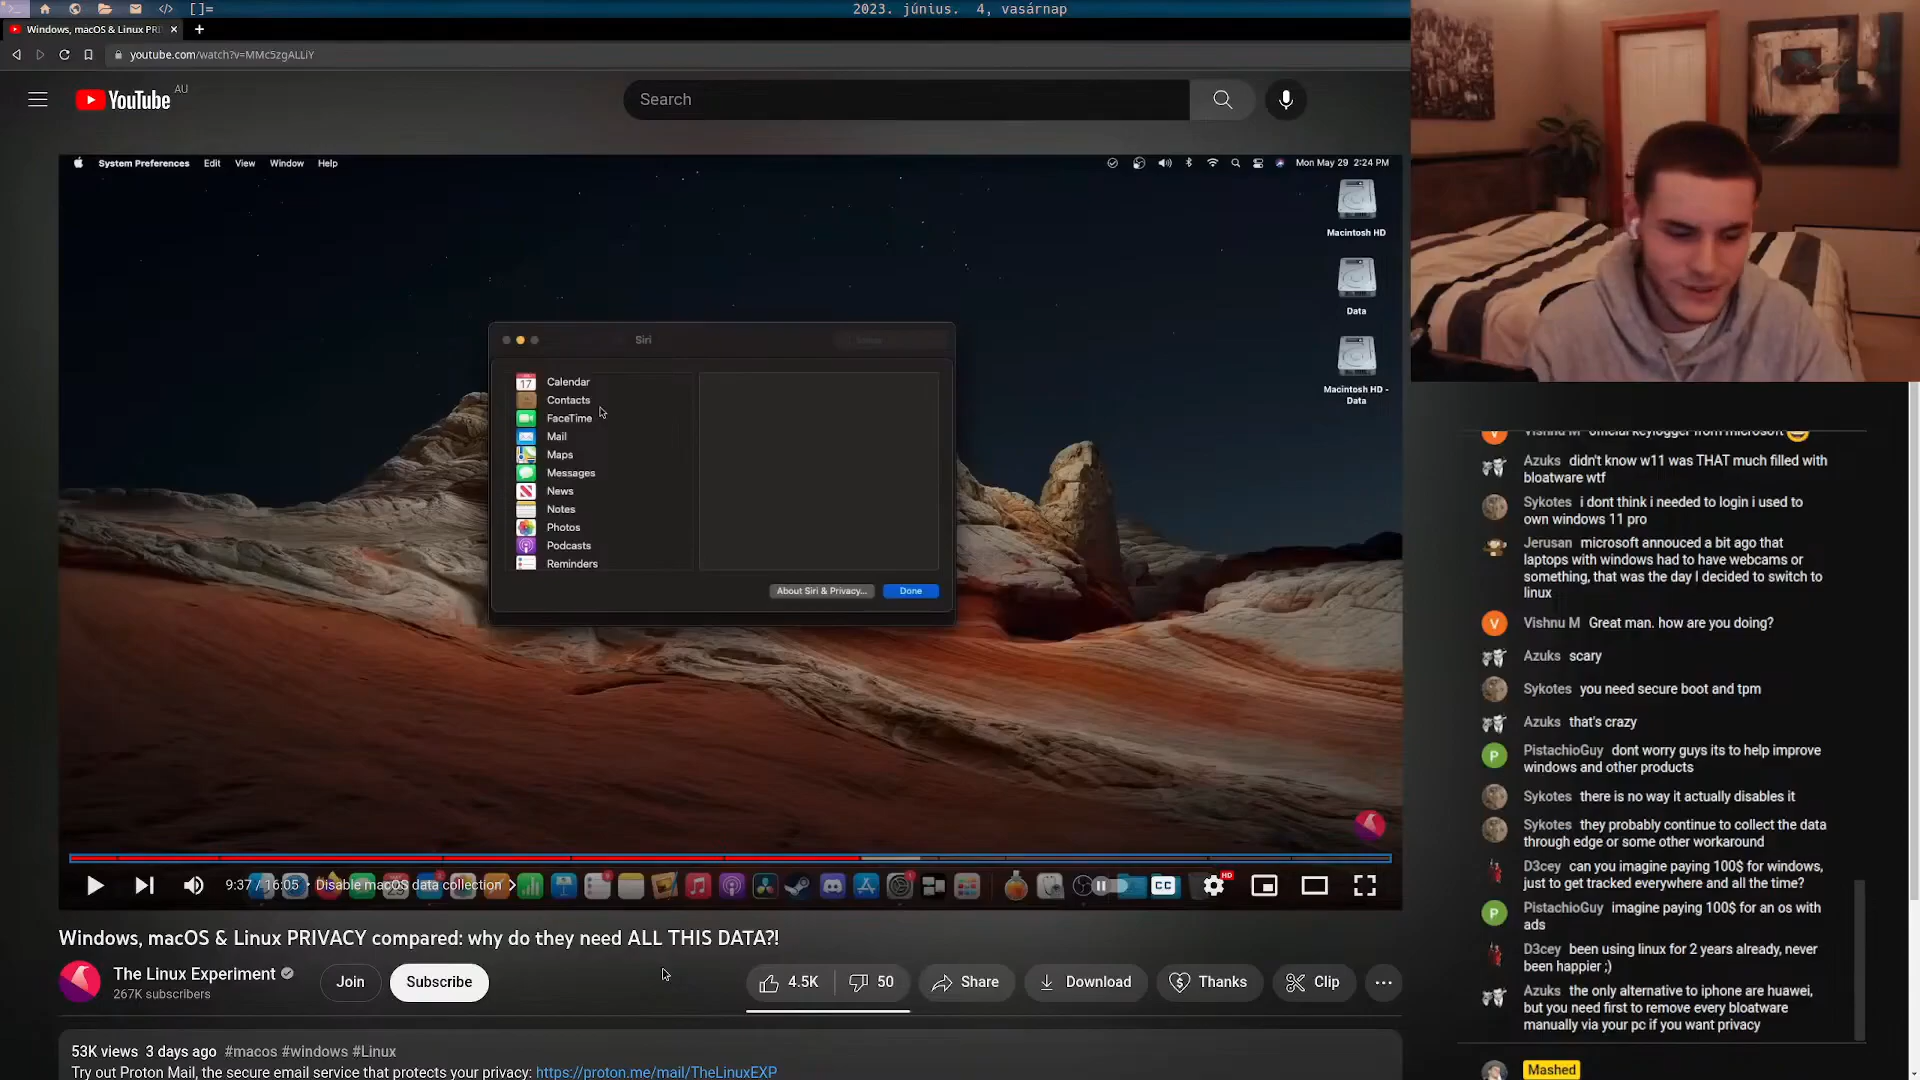 []=
2023. június. 4, vasárnap
Windows, macOS & Linux PRI
youtube.com/watch?v=MMc5zgALLiY
YouTube AU
Search
System Preferences Edit View Window Help
Mon May 29 2:24 PM
Macintosh HD
Data
Macintosh HD -
Data
Siri
Calendar
Contacts
FaceTime
Mail
Maps
Messages
News
Notes
Photos
Podcasts
Reminders
About Siri & Privacy...
Done
9:37 / 16:05 • Disable macOS data collection
CC
HD
Windows, macOS & Linux PRIVACY compared: why do they need ALL THIS DATA?!
The Linux Experiment
267K subscribers
Join
Subscribe
4.5K
50
Share
Download
Thanks
Clip
53K views 3 days ago #macos #windows #Linux
Try out Proton Mail, the secure email service that protects your privacy: https://proton.me/mail/TheLinuxEXP
Vishnu M official keylogger from microsoft
Azuks didn't know w11 was THAT much filled with
bloatware wtf
Sykotes i dont think i needed to login i used to
own windows 11 pro
Jerusan microsoft annouced a bit ago that
laptops with windows had to have webcams or
something, that was the day I decided to switch to
linux
Vishnu M Great man. how are you doing?
Azuks scary
Sykotes you need secure boot and tpm
Azuks that's crazy
PistachioGuy dont worry guys its to help improve
windows and other products
Sykotes there is no way it actually disables it
Sykotes they probably continue to collect the data
through edge or some other workaround
D3cey can you imagine paying 100$ for windows,
just to get tracked everywhere and all the time?
PistachioGuy imagine paying 100$ for an os with
ads
D3cey been using linux for 2 years already, never
been happier ;)
Azuks the only alternative to iphone are huawei,
but you need first to remove every bloatware
manually via your pc if you want privacy
Mashed